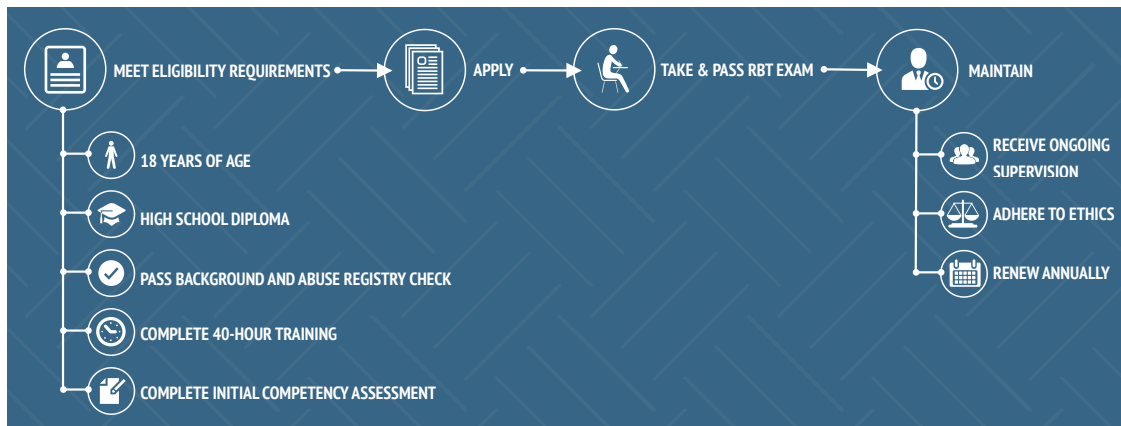 MEET ELIGIBILITY REQUIREMENTS
APPLY
TAKE & PASS RBT EXAM
MAINTAIN
18 YEARS OF AGE
HIGH SCHOOL DIPLOMA
PASS BACKGROUND AND ABUSE REGISTRY CHECK
COMPLETE 40-HOUR TRAINING
COMPLETE INITIAL COMPETENCY ASSESSMENT
RECEIVE ONGOING
SUPERVISION
ADHERE TO ETHICS
RENEW ANNUALLY